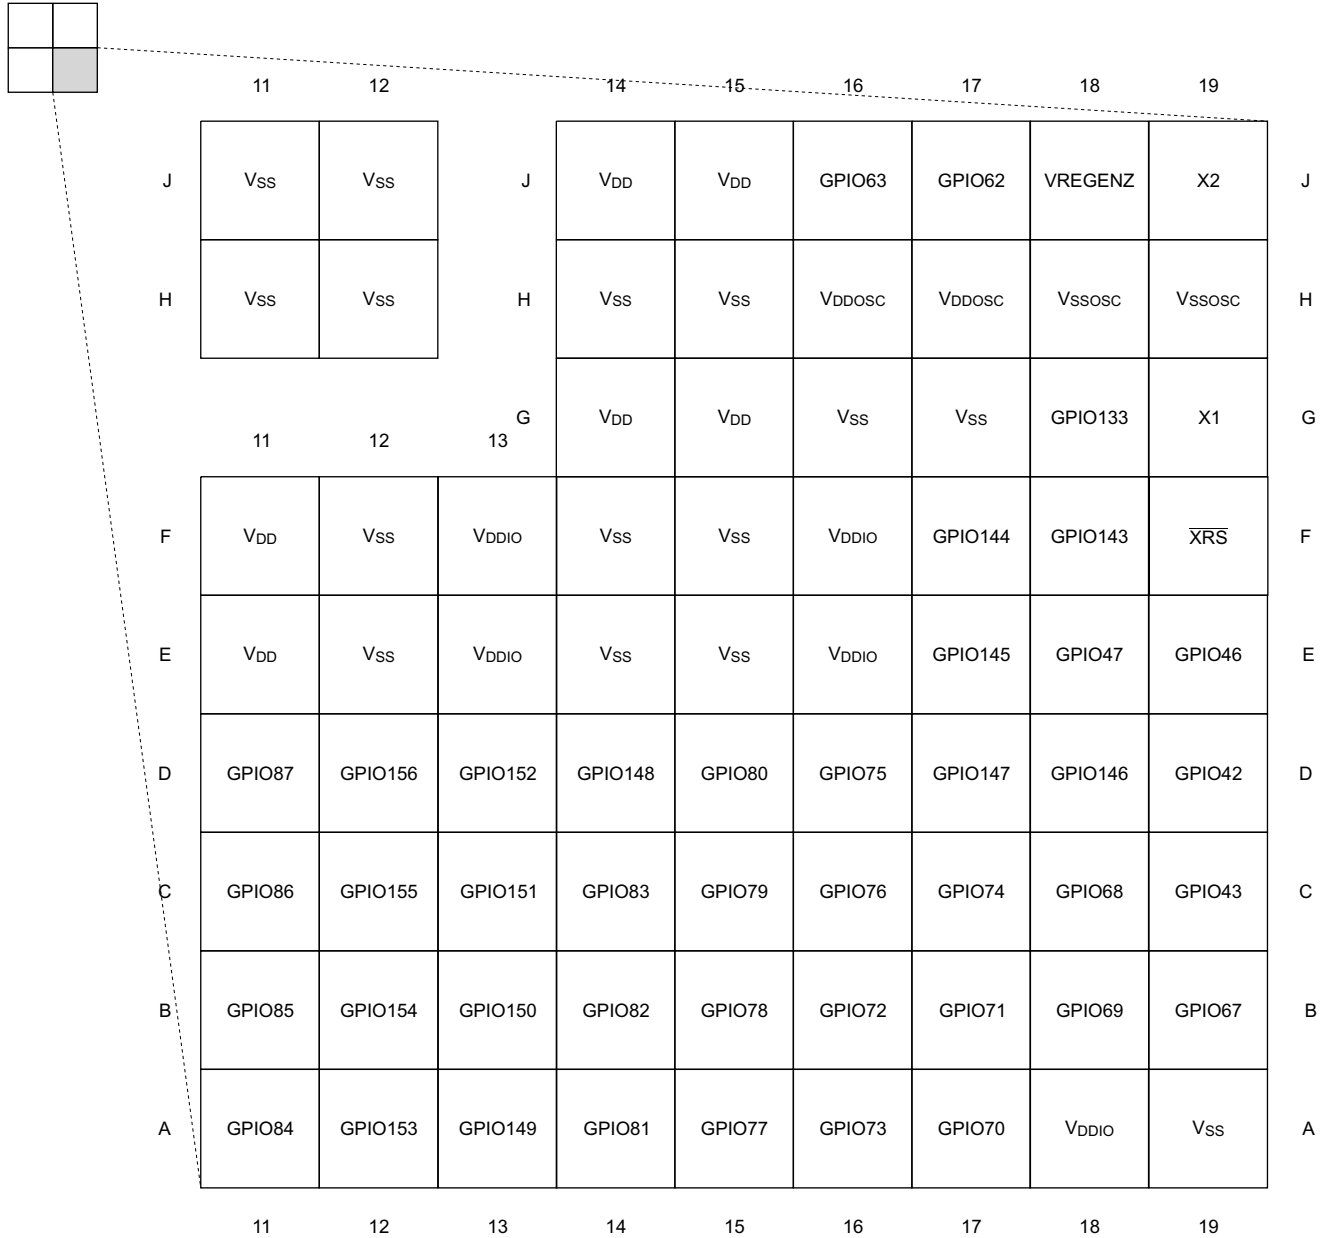 11 12 14 15 16 17 18 19
J VSS VSS J VDD VDD GPIO63 GPIO62 VREGENZ X2 J
H VSS VSS H VSS VSS VDDOSC VDDOSC VSSOSC VSSOSC H
G VDD VDD VSS VSS GPIO133 X1 G
11 12 13
F VDD VSS VDDIO VSS VSS VDDIO GPIO144 GPIO143 XRS F
E VDD VSS VDDIO VSS VSS VDDIO GPIO145 GPIO47 GPIO46 E
D GPIO87 GPIO156 GPIO152 GPIO148 GPIO80 GPIO75 GPIO147 GPIO146 GPIO42 D
C GPIO86 GPIO155 GPIO151 GPIO83 GPIO79 GPIO76 GPIO74 GPIO68 GPIO43 C
B GPIO85 GPIO154 GPIO150 GPIO82 GPIO78 GPIO72 GPIO71 GPIO69 GPIO67 B
A GPIO84 GPIO153 GPIO149 GPIO81 GPIO77 GPIO73 GPIO70 VDDIO VSS A
11 12 13 14 15 16 17 18 19